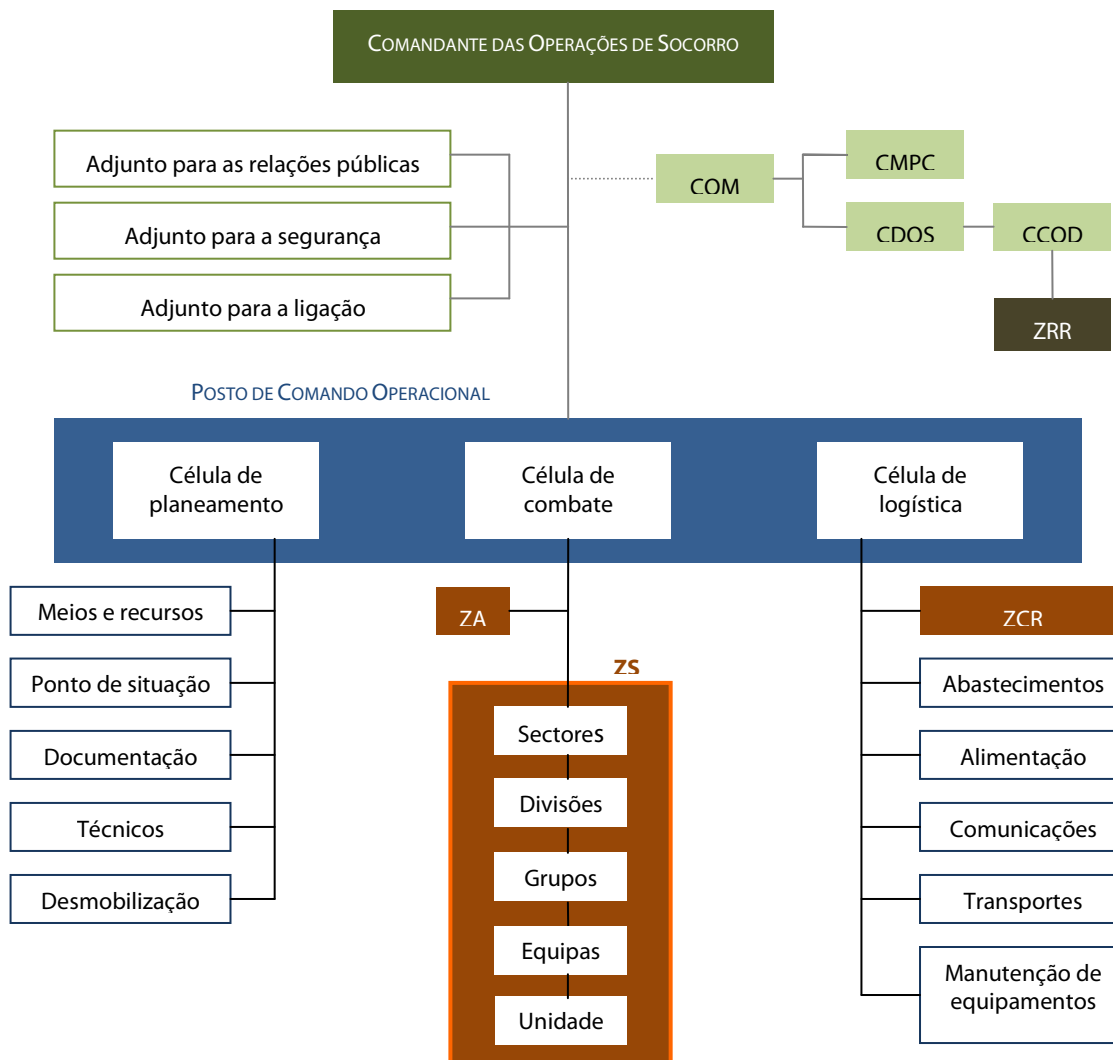 COMANDANTE DAS OPERAÇÕES DE SOCORRO
Adjunto para as relações públicas
Adjunto para a segurança
Adjunto para a ligação
COM
CMPC
CDOS
CCOD
ZRR
POSTO DE COMANDO OPERACIONAL
Célula de
planeamento
Célula de
combate
Célula de
logística
Meios e recursos
Ponto de situação
Documentação
Técnicos
Desmobilização
ZA
ZS
Sectores
Divisões
Grupos
Equipas
Unidade
ZCR
Abastecimentos
Alimentação
Comunicações
Transportes
Manutenção de
equipamentos